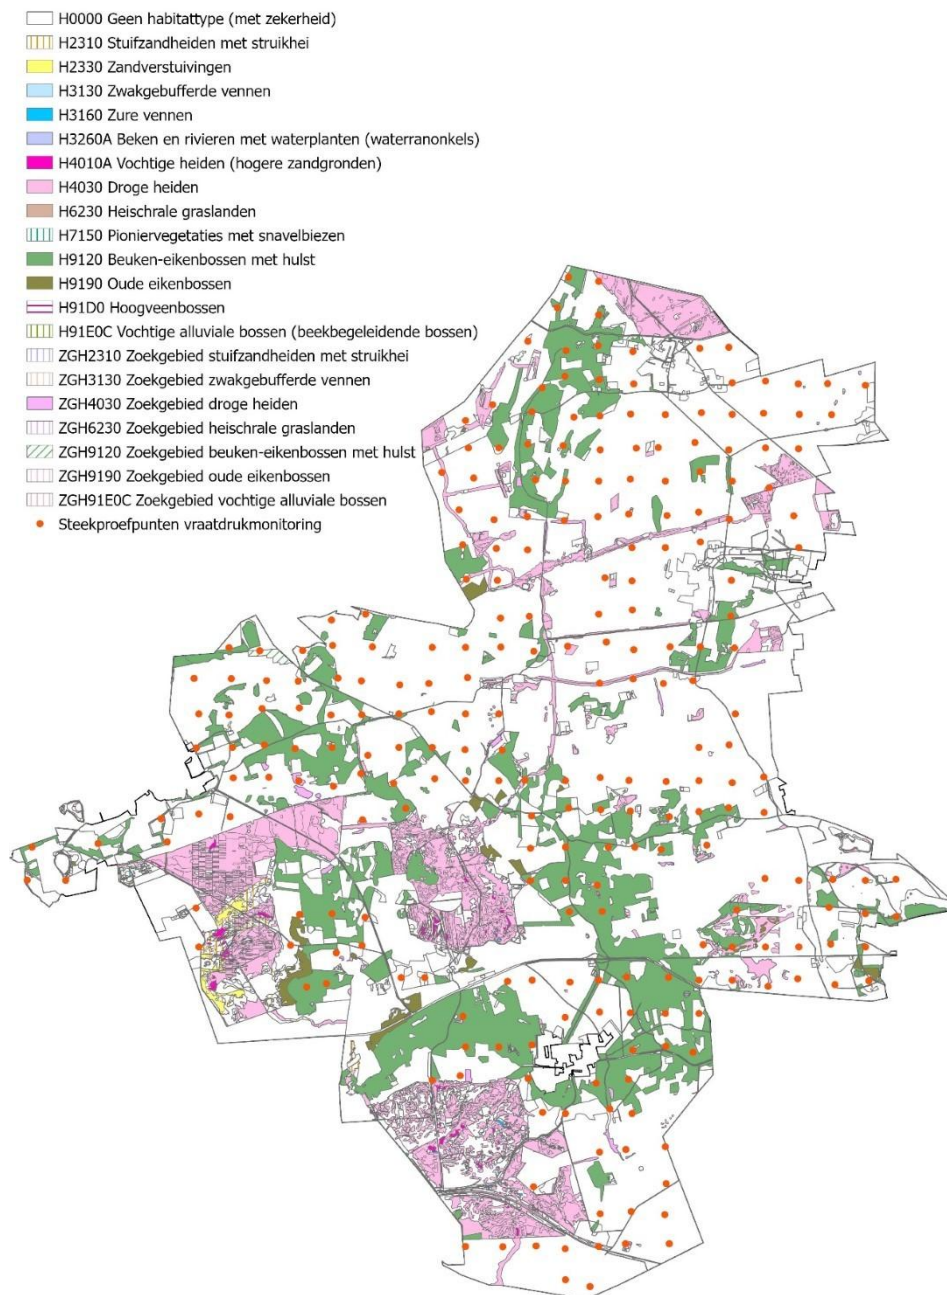 H0000 Geen habitattype (met zekerheid)
H2310 Stuifzandheiden met struikhei
H2330 Zandverstuivingen
H3130 Zwakgebufferde vennen
H3160 Zure vennen
H3260A Beken en rivieren met waterplanten (waterranonkels)
H4010A Vochtige heiden (hogere zandgronden)
H4030 Droge heiden
H6230 Heischrale graslanden
H7150 Pioniervegetaties met snavelbiezen
H9120 Beuken-eikenbossen met hulst
H9190 Oude eikenbossen
H91D0 Hoogveenbossen
H91E0C Vochtige alluviale bossen (beekbegeleidende bossen)
ZGH2310 Zoekgebied stuifzandheiden met struikhei
ZGH3130 Zoekgebied zwakgebufferde vennen
ZGH4030 Zoekgebied droge heiden
ZGH6230 Zoekgebied heischrale graslanden
ZGH9120 Zoekgebied beuken-eikenbossen met hulst
ZGH9190 Zoekgebied oude eikenbossen
ZGH91E0C Zoekgebied vochtige alluviale bossen
Steekproefpunten vraatdrukmonitoring